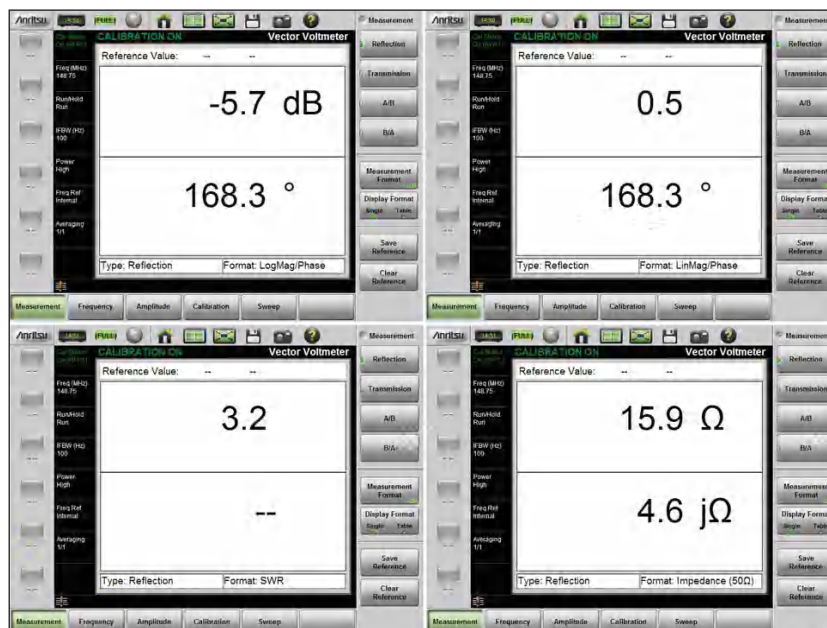 Anritsu (FULL) Measurement
CALIBRATION ON Vector Voltmeter
Reference Value: -- --
Freq (MHz)
148.75
Run/Hold
Run
IFBW (Hz)
100
Power
High
Freq Ref
Internal
Averaging
1/1
-5.7 dB
168.3 °
Type: Reflection Format: LogMag/Phase
Reflection
Transmission
A/B
B/A
Measurement
Format
Display Format
Single Table
Save
Reference
Clear
Reference
Measurement Frequency Amplitude Calibration Sweep
Anritsu (FULL) Measurement
CALIBRATION ON Vector Voltmeter
Reference Value: -- --
Freq (MHz)
148.75
Run/Hold
Run
IFBW (Hz)
100
Power
High
Freq Ref
Internal
Averaging
1/1
0.5
168.3 °
Type: Reflection Format: LinMag/Phase
Reflection
Transmission
A/B
B/A
Measurement
Format
Display Format
Single Table
Save
Reference
Clear
Reference
Measurement Frequency Amplitude Calibration Sweep
Anritsu (FULL) Measurement
CALIBRATION ON Vector Voltmeter
Reference Value: -- --
Freq (MHz)
148.75
Run/Hold
Run
IFBW (Hz)
100
Power
High
Freq Ref
Internal
Averaging
1/1
3.2
--
Type: Reflection Format: SWR
Reflection
Transmission
A/B
B/A
Measurement
Format
Display Format
Single Table
Save
Reference
Clear
Reference
Measurement Frequency Amplitude Calibration Sweep
Anritsu (FULL) Measurement
CALIBRATION ON Vector Voltmeter
Reference Value: -- --
Freq (MHz)
148.75
Run/Hold
Run
IFBW (Hz)
100
Power
High
Freq Ref
Internal
Averaging
1/1
15.9 Ω
4.6 jΩ
Type: Reflection Format: Impedance (50Ω)
Reflection
Transmission
A/B
B/A
Measurement
Format
Display Format
Single Table
Save
Reference
Clear
Reference
Measurement Frequency Amplitude Calibration Sweep